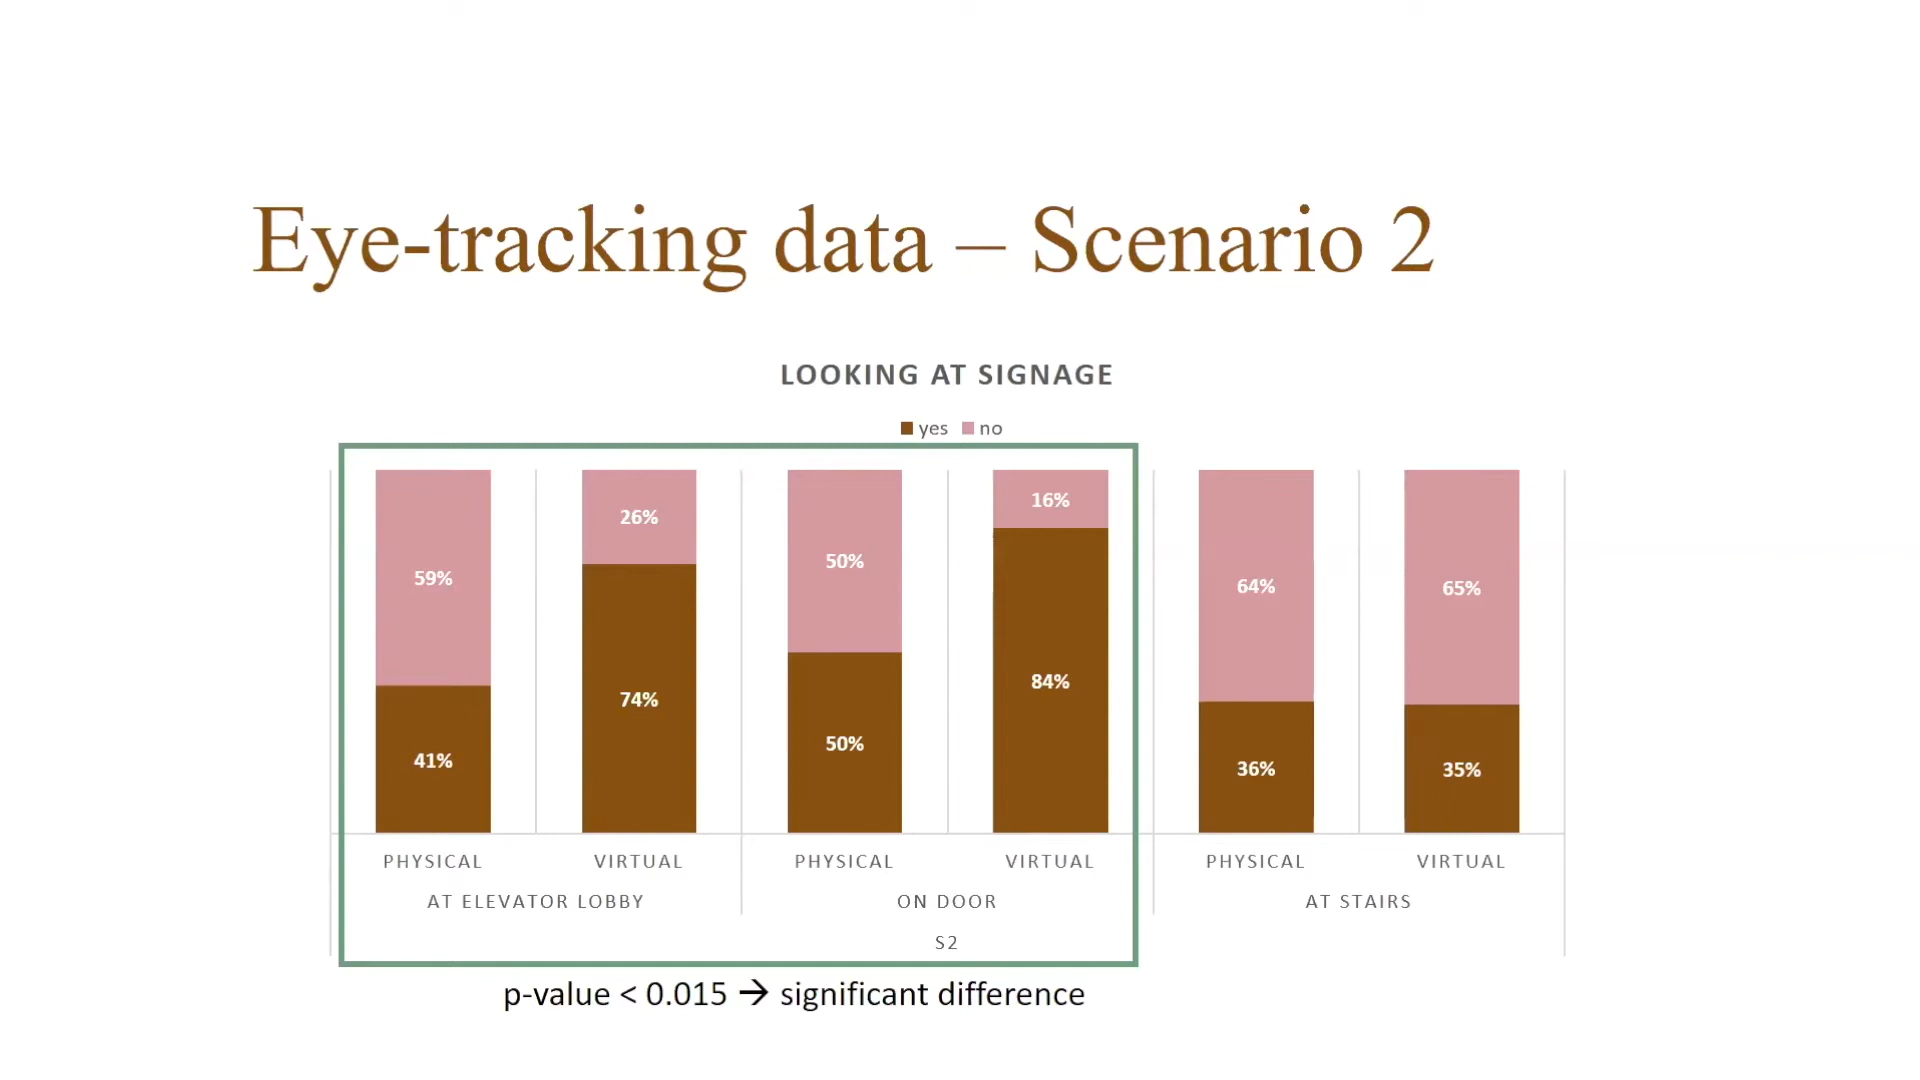 Eye-tracking data – Scenario 2
LOOKING AT SIGNAGE
yes no
59% 26% 50% 16% 64% 65%
41% 74% 50% 84% 36% 35%
PHYSICAL VIRTUAL PHYSICAL VIRTUAL PHYSICAL VIRTUAL
AT ELEVATOR LOBBY ON DOOR AT STAIRS
S2
p-value < 0.015 → significant difference